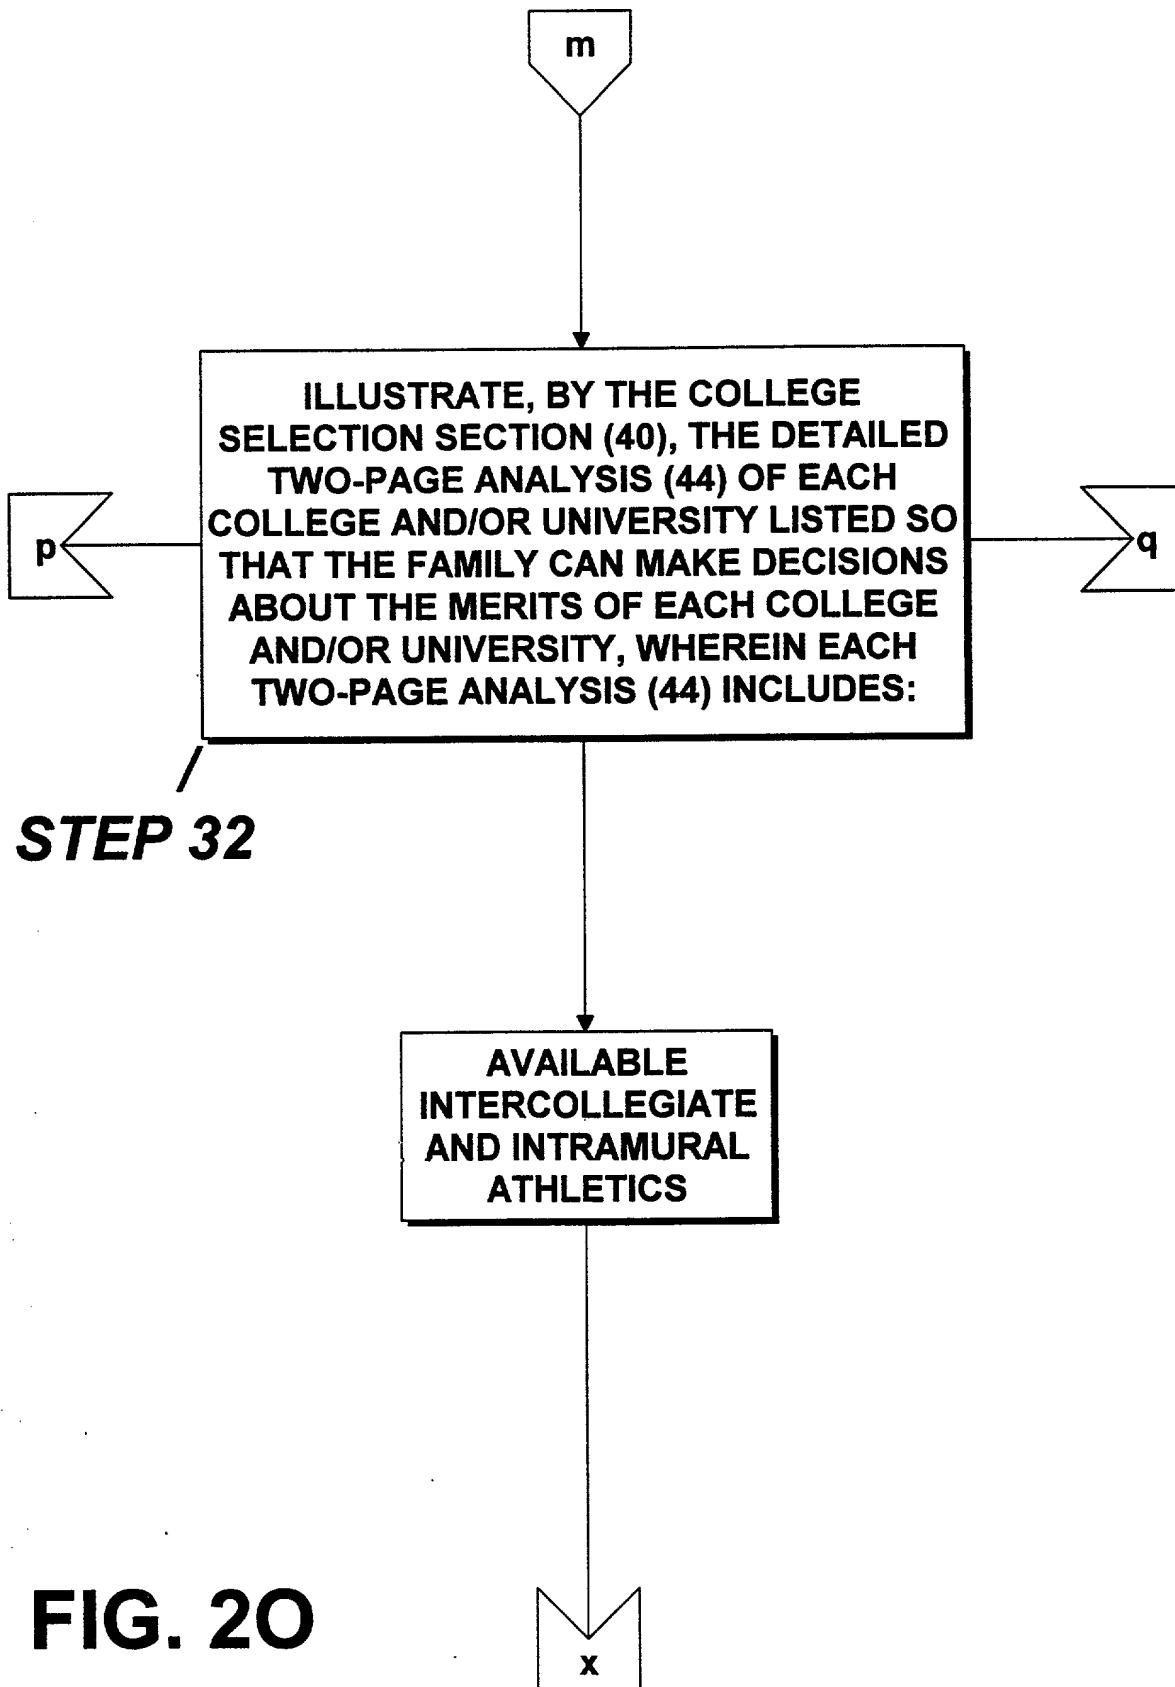 m
ILLUSTRATE, BY THE COLLEGE
SELECTION SECTION (40), THE DETAILED
TWO-PAGE ANALYSIS (44) OF EACH
COLLEGE AND/OR UNIVERSITY LISTED SO
THAT THE FAMILY CAN MAKE DECISIONS
ABOUT THE MERITS OF EACH COLLEGE
AND/OR UNIVERSITY, WHEREIN EACH
TWO-PAGE ANALYSIS (44) INCLUDES:
p
q
STEP 32
AVAILABLE
INTERCOLLEGIATE
AND INTRAMURAL
ATHLETICS
x
FIG. 2O